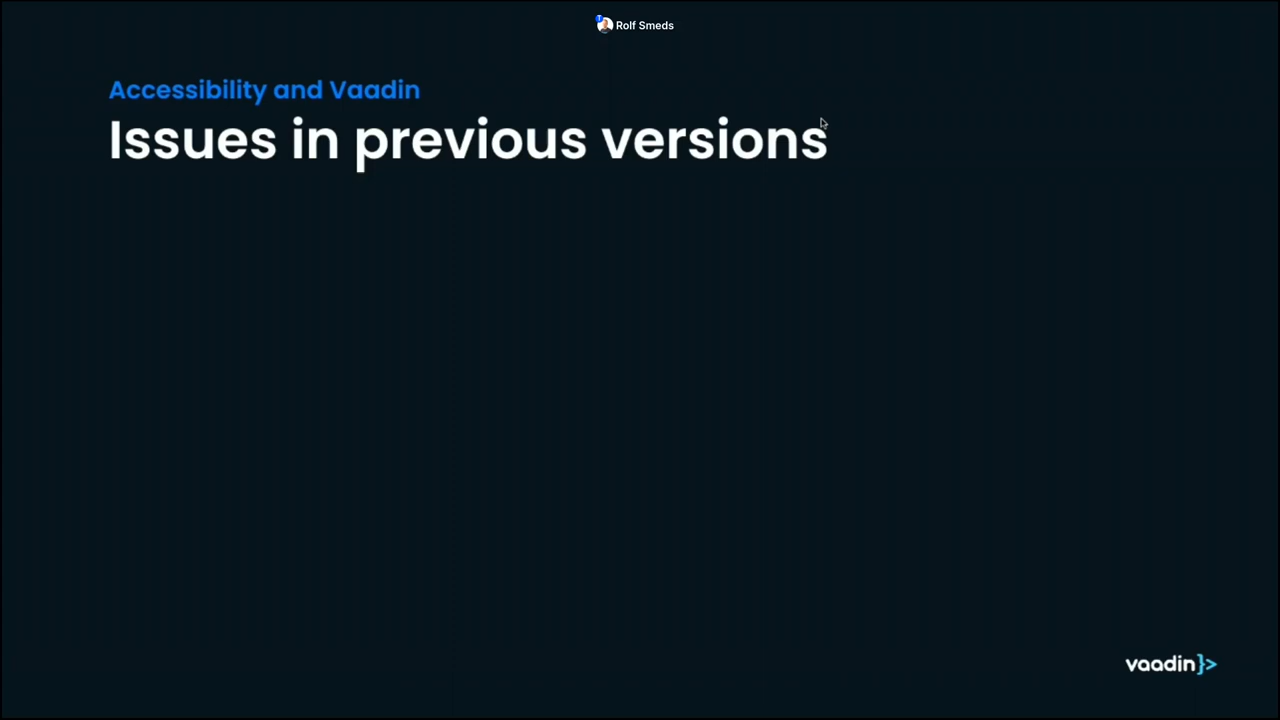 Rolf Smeds
Accessibility and Vaadin
Issues in previous versions
vaadin}>